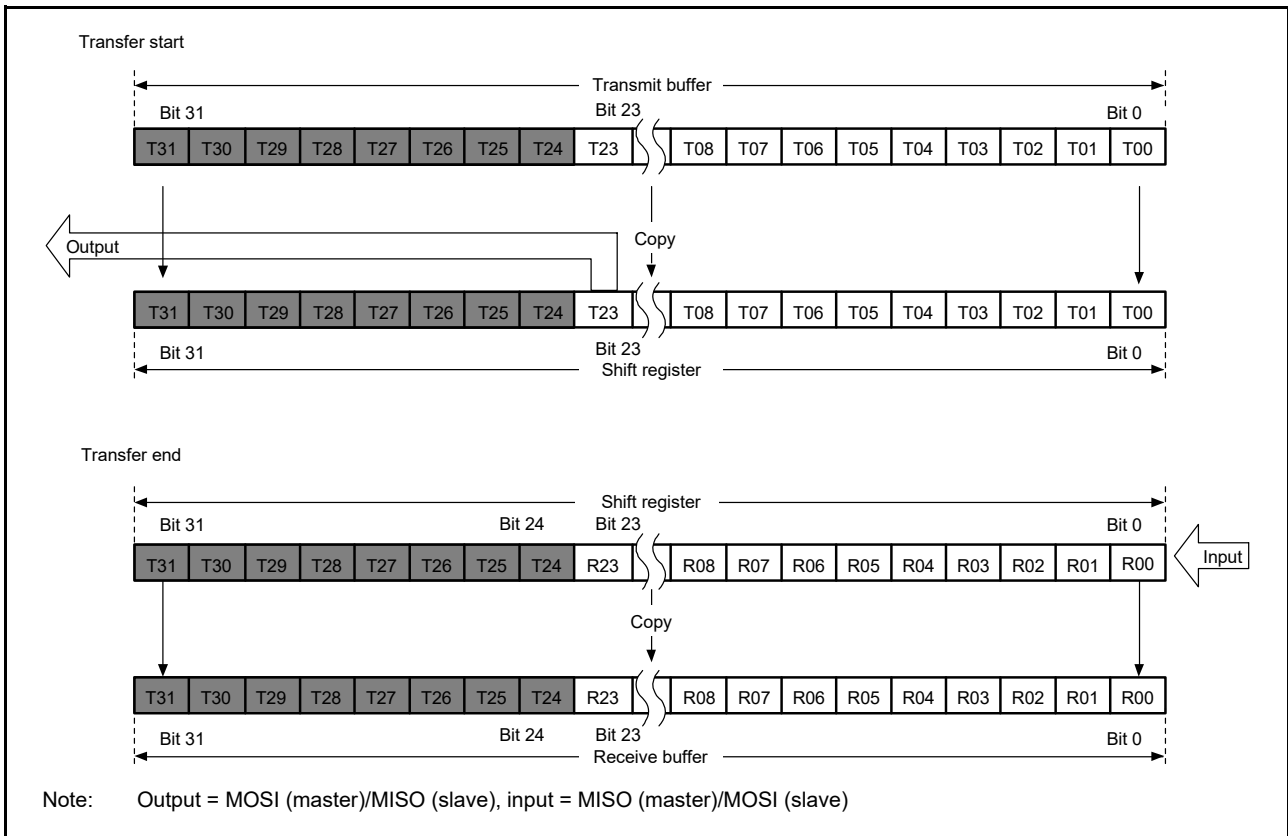 Transfer start
Transmit buffer
Bit 31 Bit 23 Bit 0
T31 T30 T29 T28 T27 T26 T25 T24 T23 T08 T07 T06 T05 T04 T03 T02 T01 T00
Output Copy
T31 T30 T29 T28 T27 T26 T25 T24 T23 T08 T07 T06 T05 T04 T03 T02 T01 T00
Bit 31 Bit 23 Bit 0
Shift register
Transfer end
Shift register
Bit 31 Bit 24 Bit 23 Bit 0
T31 T30 T29 T28 T27 T26 T25 T24 R23 R08 R07 R06 R05 R04 R03 R02 R01 R00 Input
Copy
T31 T30 T29 T28 T27 T26 T25 T24 R23 R08 R07 R06 R05 R04 R03 R02 R01 R00
Bit 31 Bit 24 Bit 23 Bit 0
Receive buffer
Note: Output = MOSI (master)/MISO (slave), input = MISO (master)/MOSI (slave)